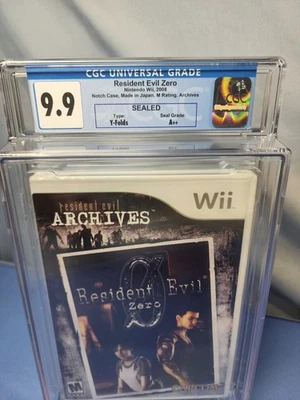 CGC UNIVERSAL GRADE
9.9
Resident Evil Zero
Nintendo Wii, 2008
Notch Case, Made in Japan, M Rating, Archives
SEALED
Type:
Y-Folds
Seal Grade
A++
resident evil
ARCHIVES
Wii
Resident Evil
0
Zero
M